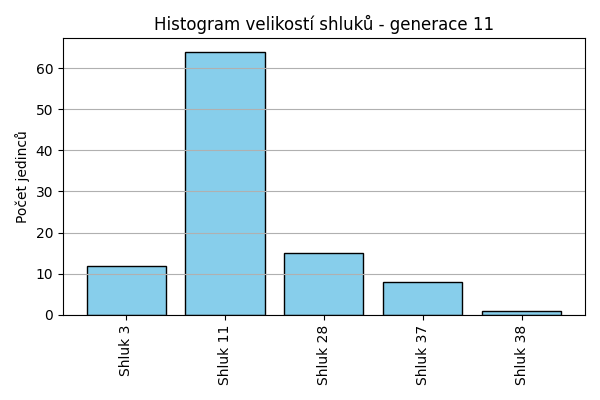 Histogram velikostí shluků - generace 11
Počet jedinců
60
50
40
30
20
10
0
Shluk 3
Shluk 11
Shluk 28
Shluk 37
Shluk 38